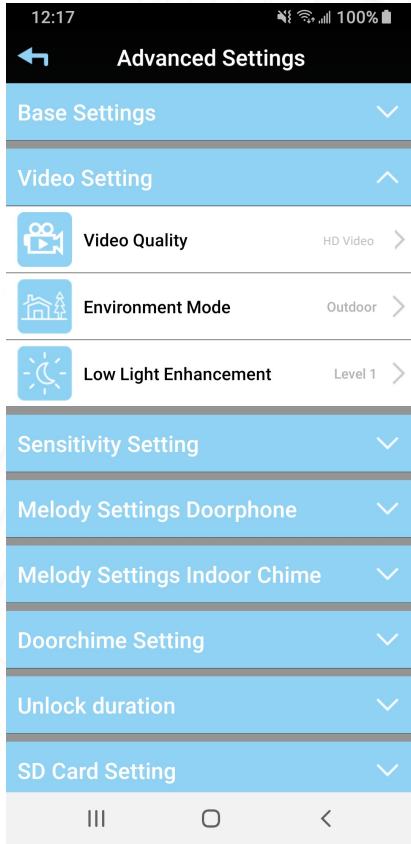 12:17 100%
Advanced Settings
Base Settings
Video Setting
Video Quality HD Video
Environment Mode Outdoor
Low Light Enhancement Level 1
Sensitivity Setting
Melody Settings Doorphone
Melody Settings Indoor Chime
Doorchime Setting
Unlock duration
SD Card Setting